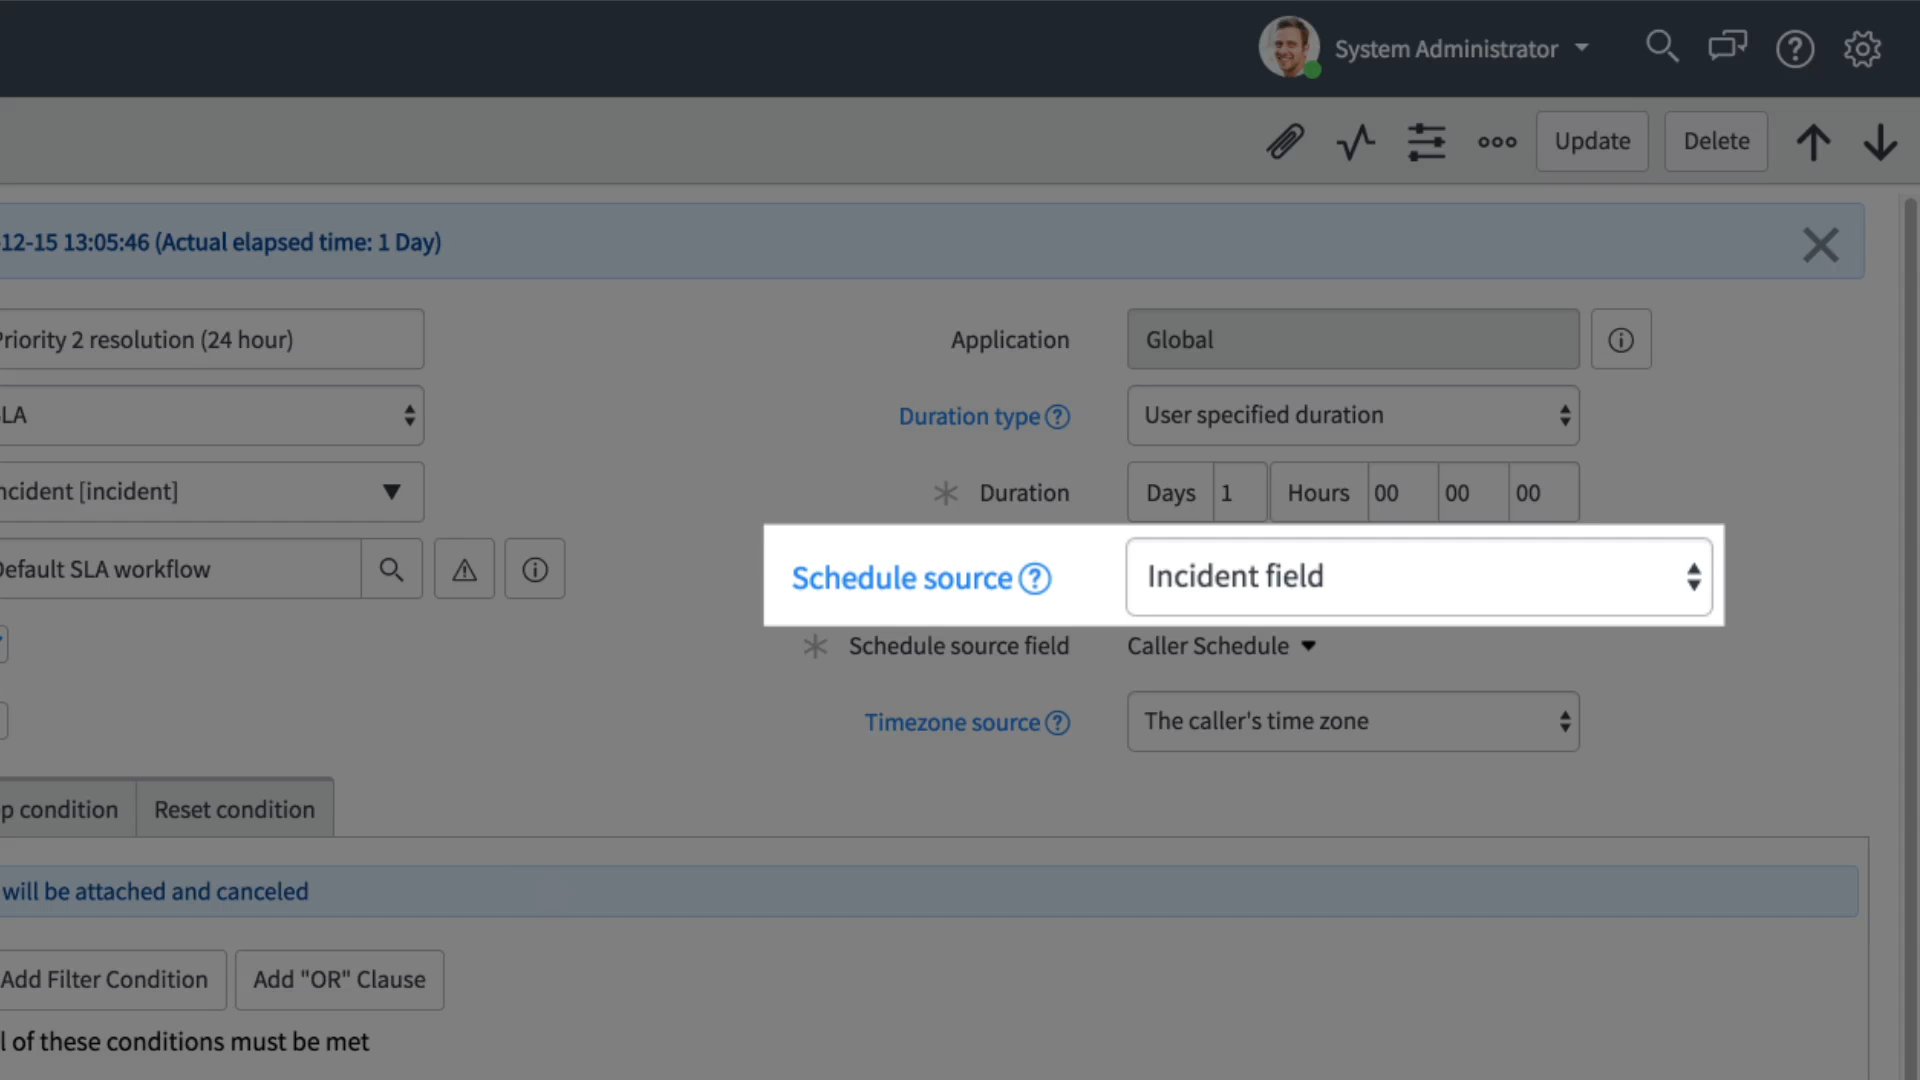 System Administrator
Update
Delete
12-15 13:05:46 (Actual elapsed time: 1 Day)
Priority 2 resolution (24 hour)
Application
Global
LA
Duration type
User specified duration
ncident [incident]
Duration
Days 1 Hours 00 00 00
Default SLA workflow
Schedule source
Incident field
Schedule source field
Caller Schedule
Timezone source
The caller's time zone
p condition
Reset condition
will be attached and canceled
Add Filter Condition
Add "OR" Clause
l of these conditions must be met